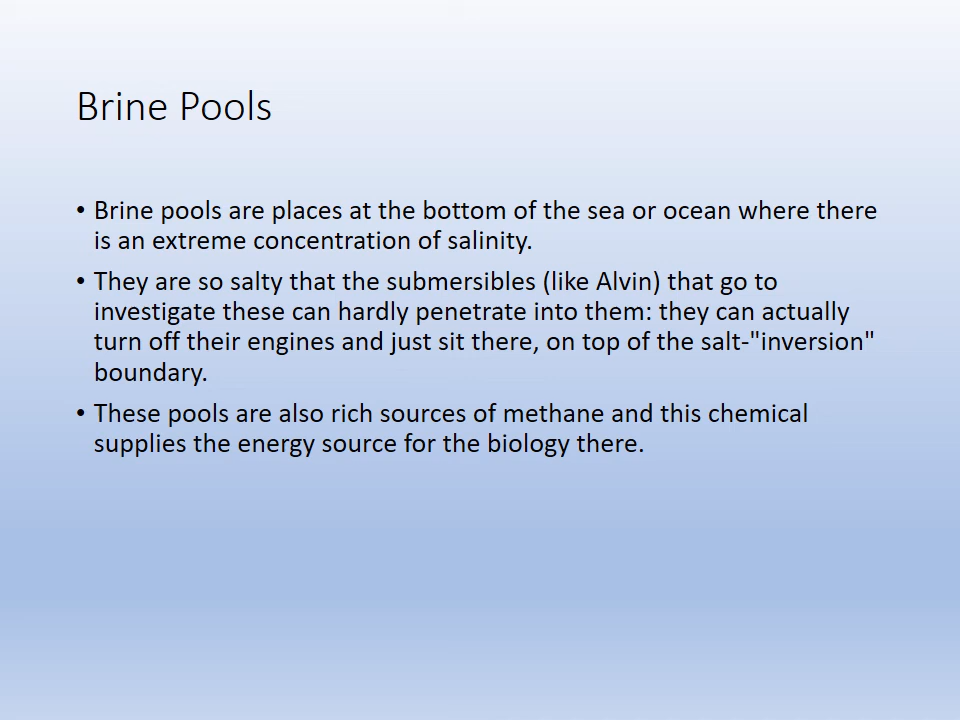 Brine Pools
• Brine pools are places at the bottom of the sea or ocean where there
is an extreme concentration of salinity.
• They are so salty that the submersibles (like Alvin) that go to
investigate these can hardly penetrate into them: they can actually
turn off their engines and just sit there, on top of the salt-"inversion"
boundary.
• These pools are also rich sources of methane and this chemical
supplies the energy source for the biology there.